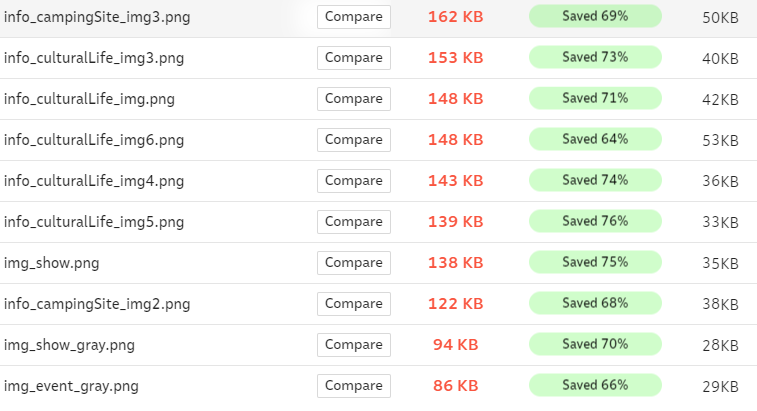 info_campingSite_img3.png Compare 162 KB Saved 69% 50KB
info_culturalLife_img3.png Compare 153 KB Saved 73% 40KB
info_culturalLife_img.png Compare 148 KB Saved 71% 42KB
info_culturalLife_img6.png Compare 148 KB Saved 64% 53KB
info_culturalLife_img4.png Compare 143 KB Saved 74% 36KB
info_culturalLife_img5.png Compare 139 KB Saved 76% 33KB
img_show.png Compare 138 KB Saved 75% 35KB
info_campingSite_img2.png Compare 122 KB Saved 68% 38KB
img_show_gray.png Compare 94 KB Saved 70% 28KB
img_event_gray.png Compare 86 KB Saved 66% 29KB